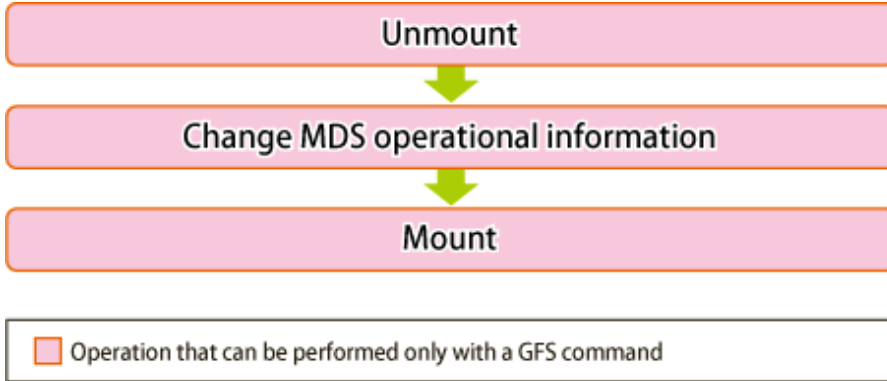 Unmount
Change MDS operational information
Mount
Operation that can be performed only with a GFS command